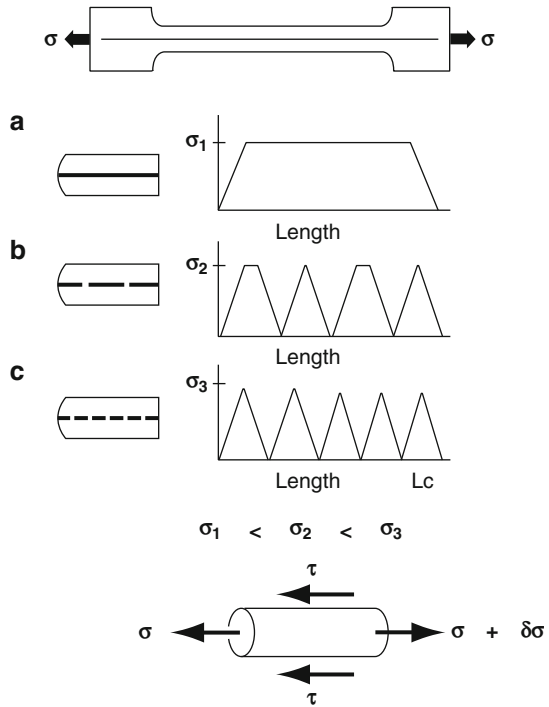 σ σ
a
σ1
Length
b
σ2
Length
c
σ3
Length Lc
σ1 < σ2 < σ3
τ
σ σ + δσ
τ